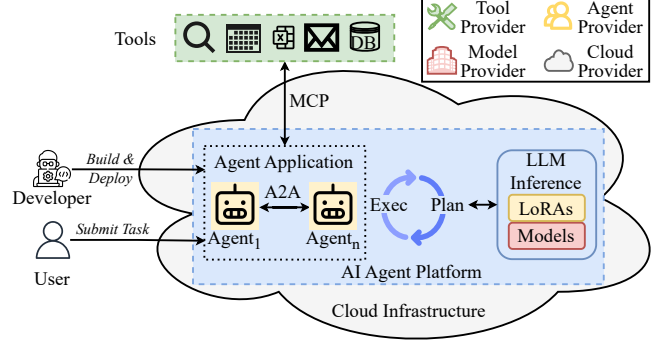 Tools
DB
Tool
Provider
Agent
Provider
Model
Provider
Cloud
Provider
MCP
Build &
Deploy
Developer
Agent Application
A2A
Agent1
Agentn
Submit Task
User
Exec
Plan
LLM
Inference
LoRAs
Models
AI Agent Platform
Cloud Infrastructure